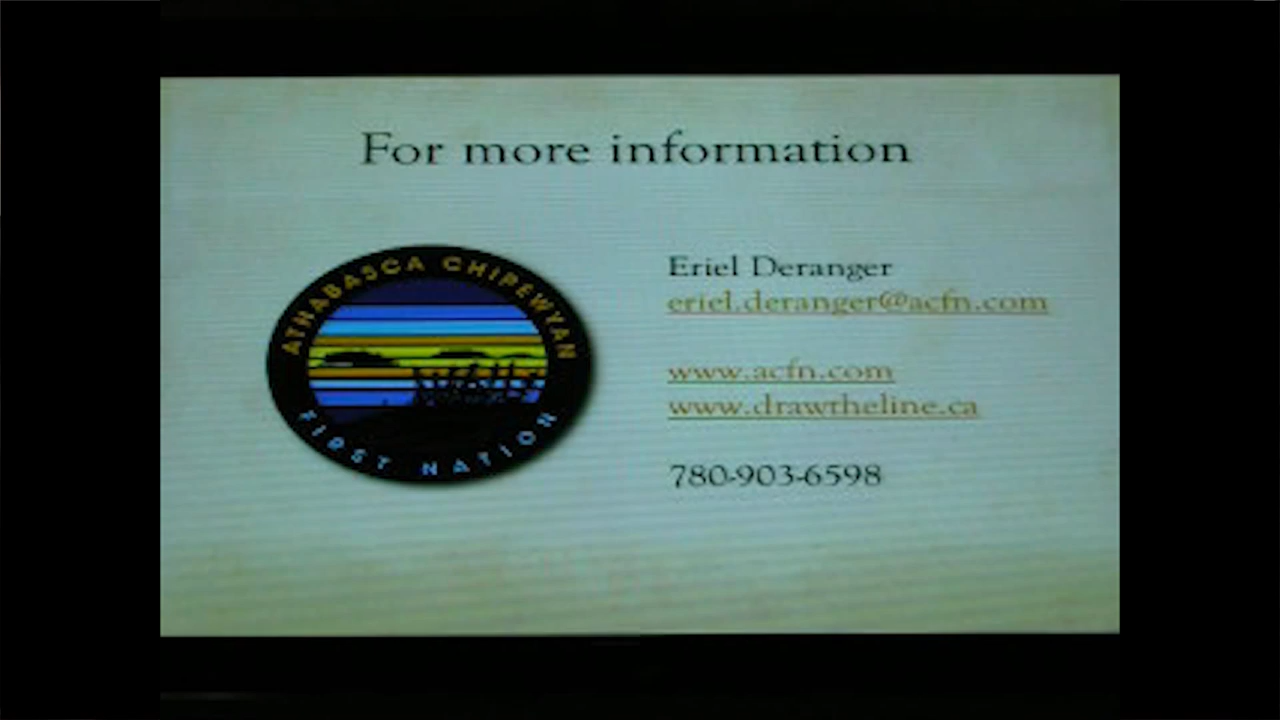 For more information
ATHABASCA CHIPEWYAN
FIRST NATION
Eriel Deranger
eriel.deranger@acfn.com
www.acfn.com
www.drawtheline.ca
780-903-6598